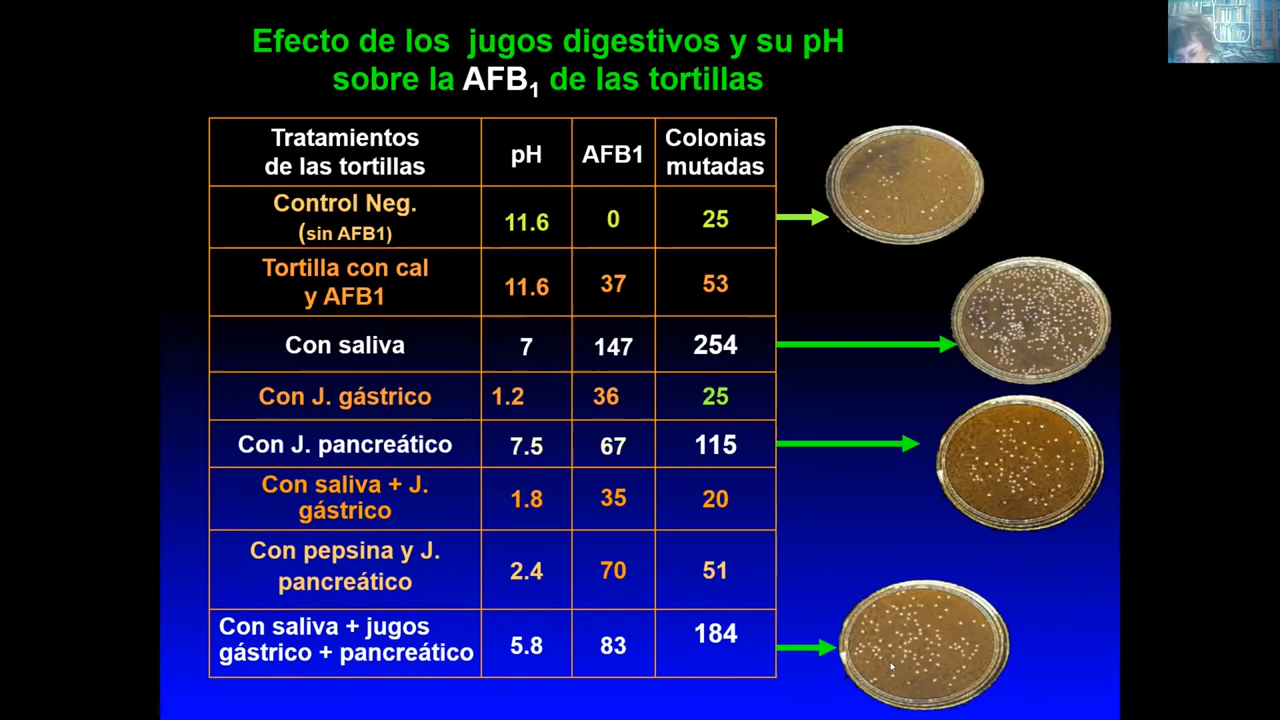 Efecto de los jugos digestivos y su pH
sobre la AFB1 de las tortillas
Tratamientos
de las tortillas
pH
AFB1
Colonias
mutadas
Control Neg.
(sin AFB1)
11.6
0
25
Tortilla con cal
y AFB1
11.6
37
53
Con saliva
7
147
254
Con J. gástrico
1.2
36
25
Con J. pancreático
7.5
67
115
Con saliva + J.
gástrico
1.8
35
20
Con pepsina y J.
pancreático
2.4
70
51
Con saliva + jugos
gástrico + pancreático
5.8
83
184